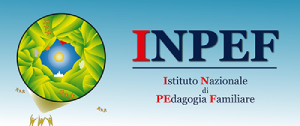 INPEF
Istituto Nazionale
di
PEdagogia Familiare